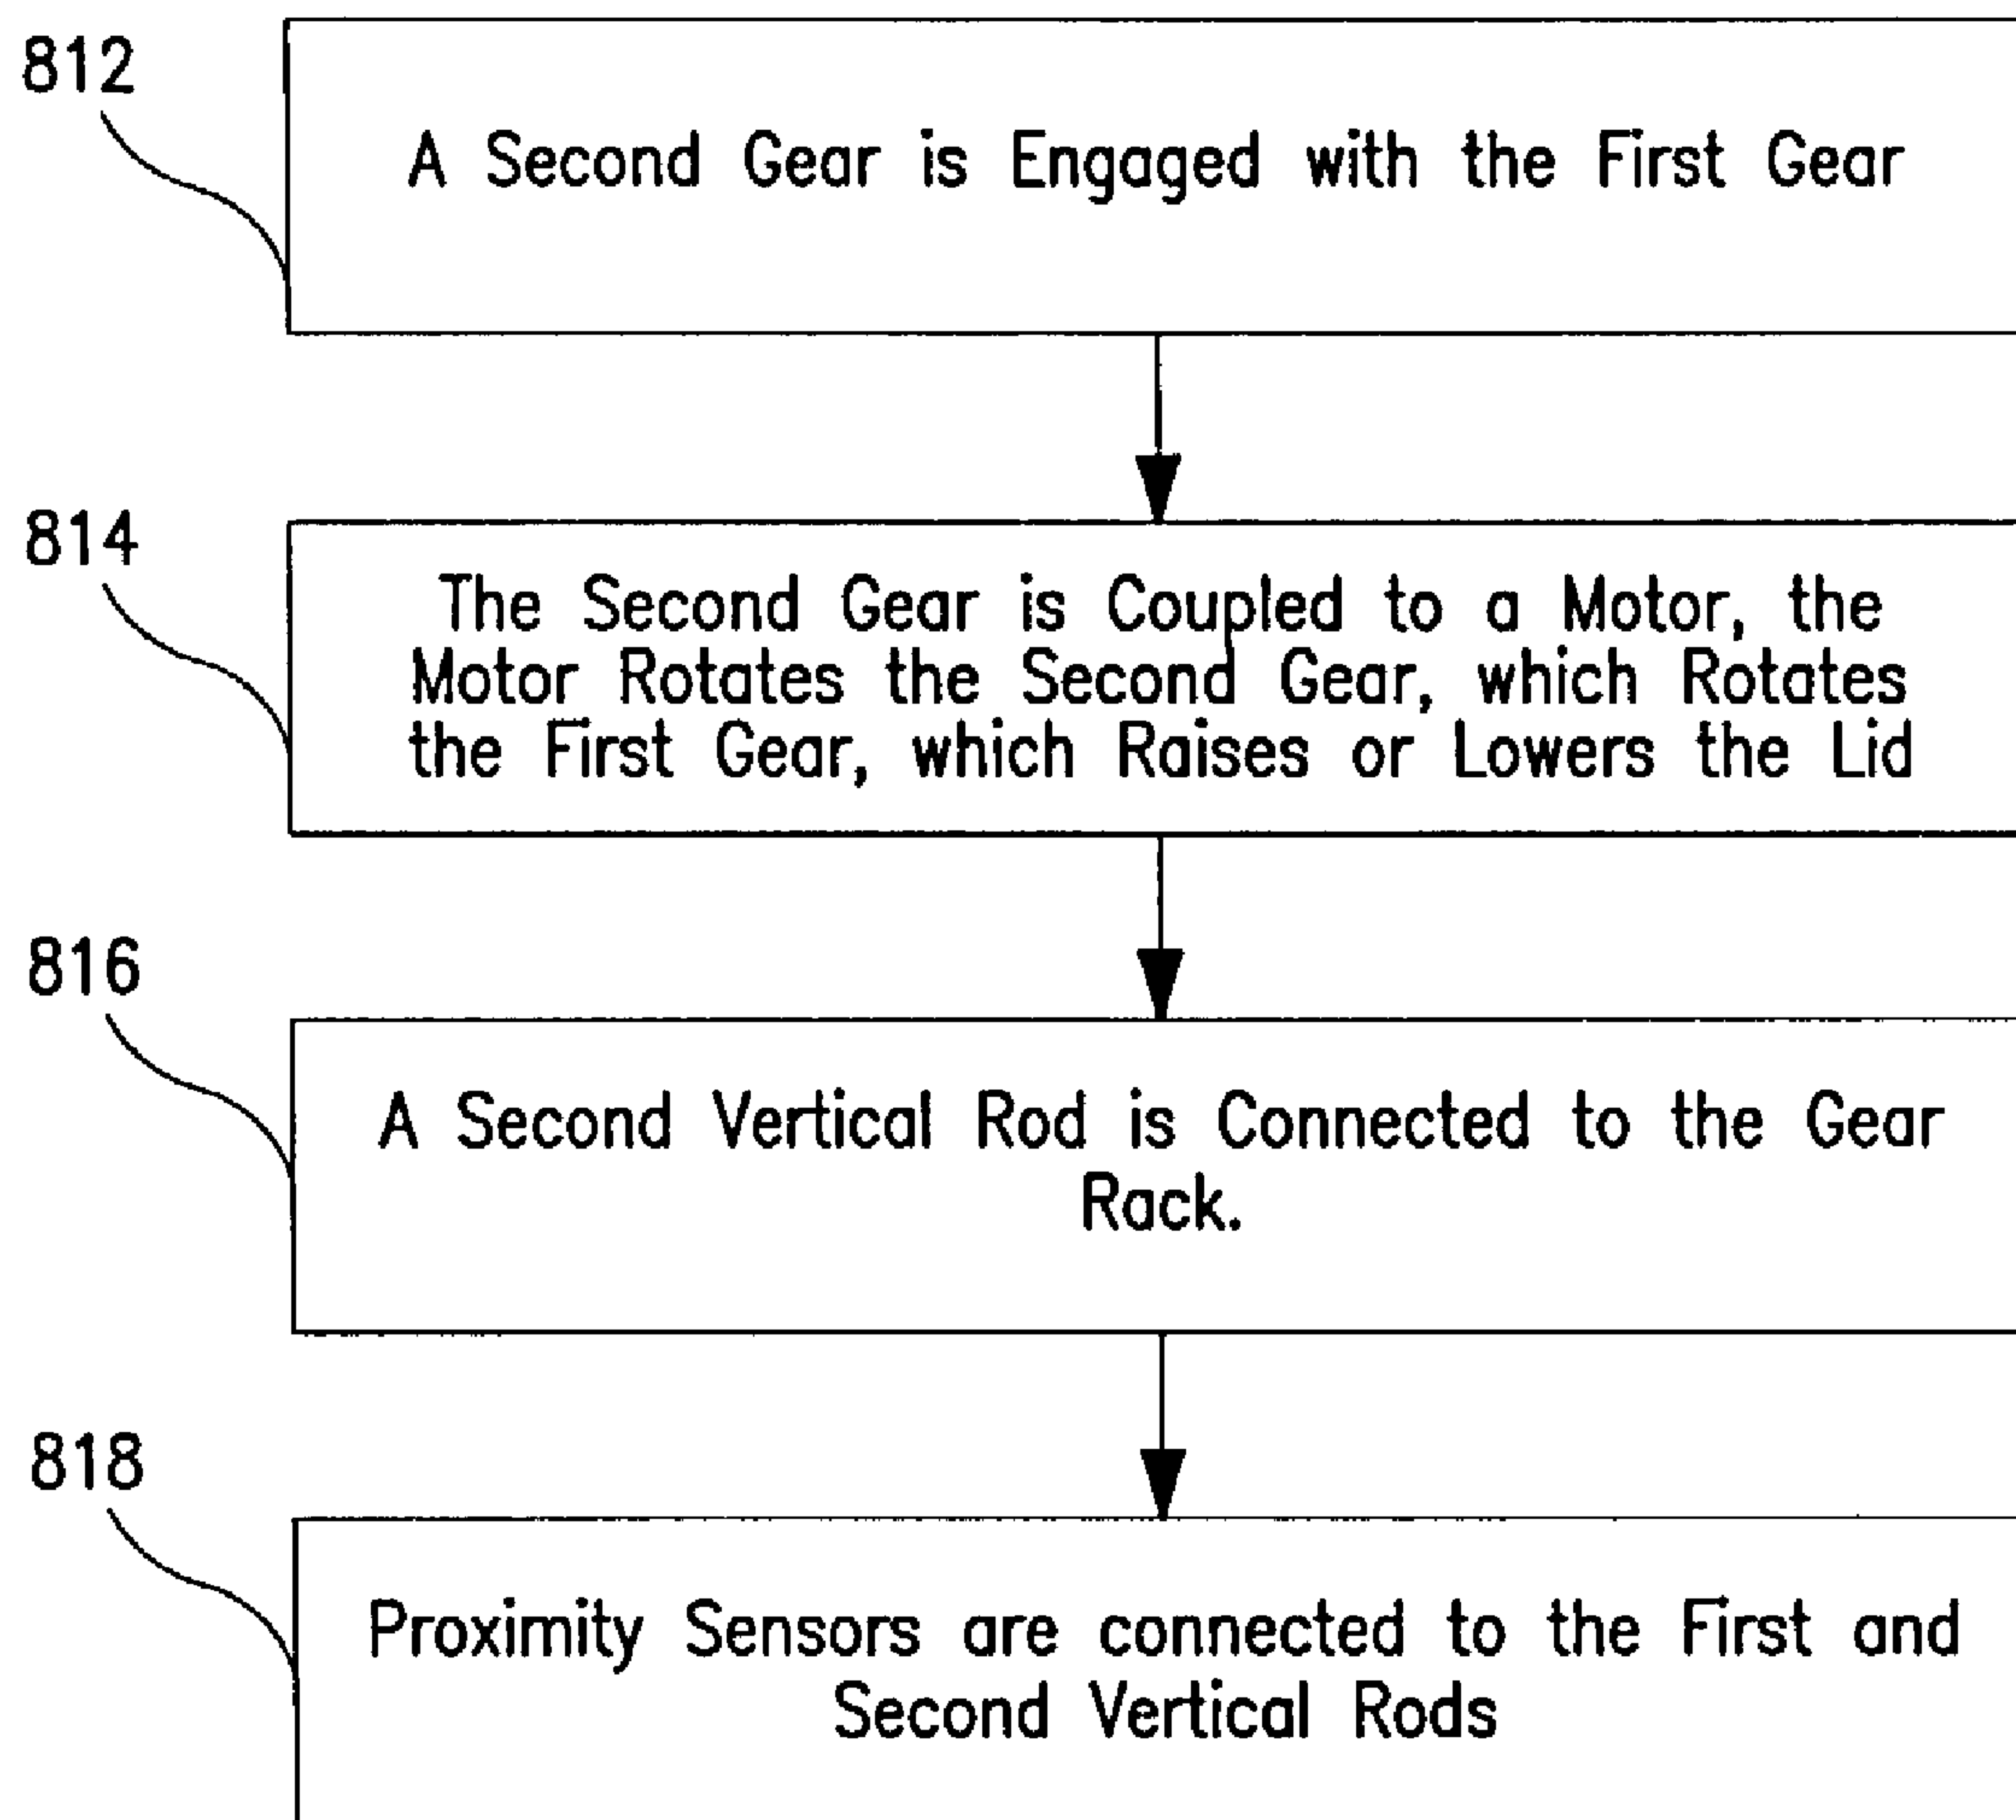 812
A Second Gear is Engaged with the First Gear
814
The Second Gear is Coupled to a Motor, the
Motor Rotates the Second Gear, which Rotates
the First Gear, which Raises or Lowers the Lid
816
A Second Vertical Rod is Connected to the Gear
Rack.
818
Proximity Sensors are connected to the First and
Second Vertical Rods